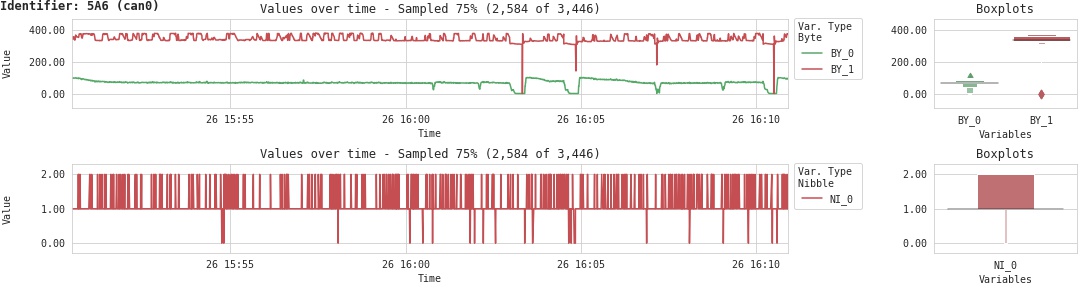 Identifier: 5A6 (can0)
Values over time - Sampled 75% (2,584 of 3,446)
Boxplots
400.00
200.00
0.00
Value
26 15:55
26 16:00
26 16:05
26 16:10
Time
Var. Type
Byte
BY_0
BY_1
BY_0
BY_1
Variables
Values over time - Sampled 75% (2,584 of 3,446)
Boxplots
2.00
1.00
0.00
Value
26 15:55
26 16:00
26 16:05
26 16:10
Time
Var. Type
Nibble
NI_0
400.00
200.00
0.00
2.00
1.00
0.00
NI_0
Variables